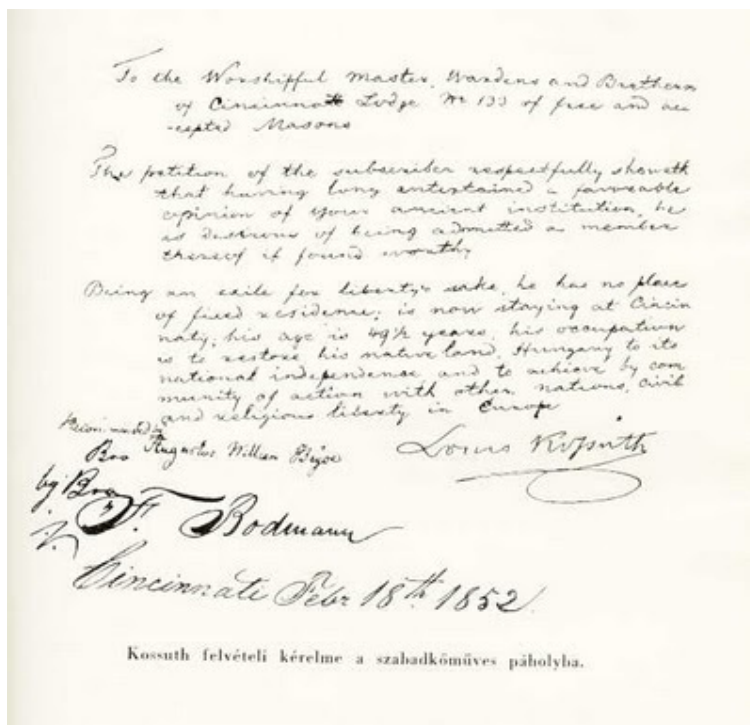 To the Worshipful Master, Wardens and Brethern
of Cincinnati Lodge No 133 of free and ac
-cepted Masons
The petition of the subscriber respectfully showeth
that having long entertained a favorable
opinion of your ancient institution, he
is desirous of being admitted a member
thereof if found worthy
Being an exile for liberty's sake, he has no place
of fixed residence; is now staying at Cincin
naty; his age is 49½ years, his occupation
is to restore his native land, Hungary to its
national independence and to achieve by com
munity of action with other nations, civil
and religious liberty in Europe
Louis Kossuth
Recommended by
Bro Augustus William
by Bro
F. Bodmann
Cincinnati Febr 18th 1852.
Kossuth felvételi kérelme a szabadkőműves páholyba.